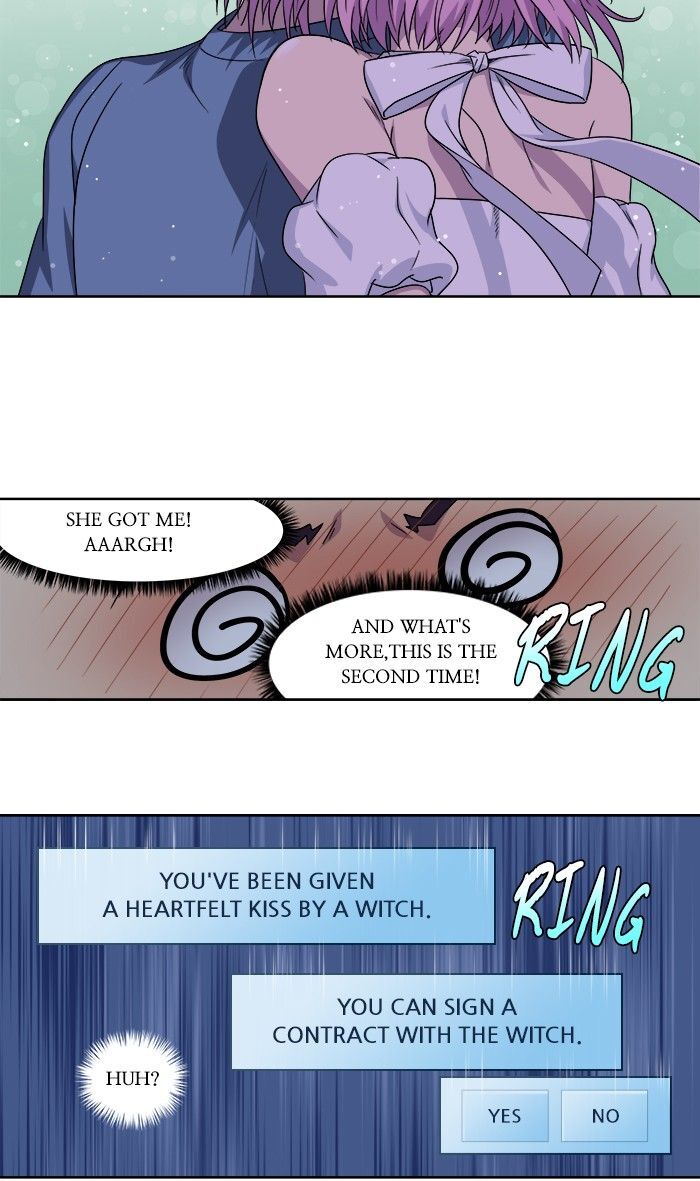 SHE GOT ME!
AAARGH!
AND WHAT'S
MORE,THIS IS THE
SECOND TIME!
RING
YOU'VE BEEN GIVEN
A HEARTFELT KISS BY A WITCH.
RING
YOU CAN SIGN A
CONTRACT WITH THE WITCH.
HUH?
YES
NO